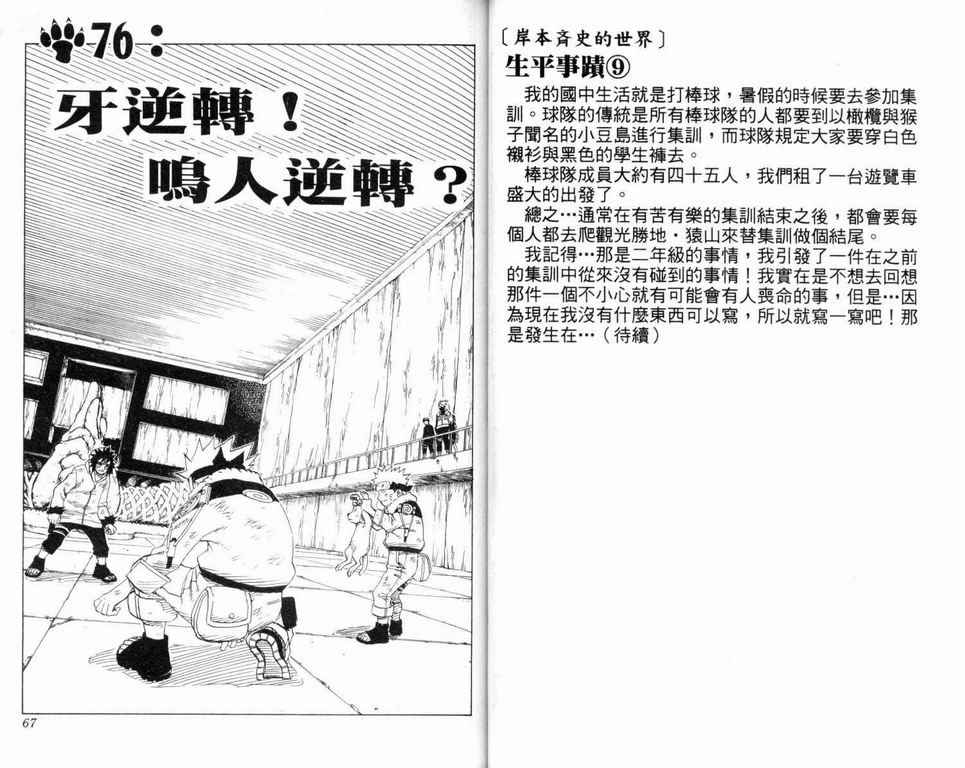 76：
牙逆轉！
鳴人逆轉？
67
〔岸本斉史的世界〕
生平事蹟⑨
我的國中生活就是打棒球，暑假的時候要去參加集
訓。球隊的傳統是所有棒球隊的人都要到以橄欖與猴
子聞名的小豆島進行集訓，而球隊規定大家要穿白色
襯衫與黑色的學生褲去。
棒球隊成員大約有四十五人，我們租了一台遊覽車
盛大的出發了。
總之…通常在有苦有樂的集訓結束之後，都會要每
個人都去爬觀光勝地・猿山來替集訓做個結尾。
我記得…那是二年級的事情，我引發了一件在之前
的集訓中從來沒有碰到的事情！我實在是不想去回想
那件一個不小心就有可能會有人喪命的事，但是…因
為現在我沒有什麼東西可以寫，所以就寫一寫吧！那
是發生在…（待續）